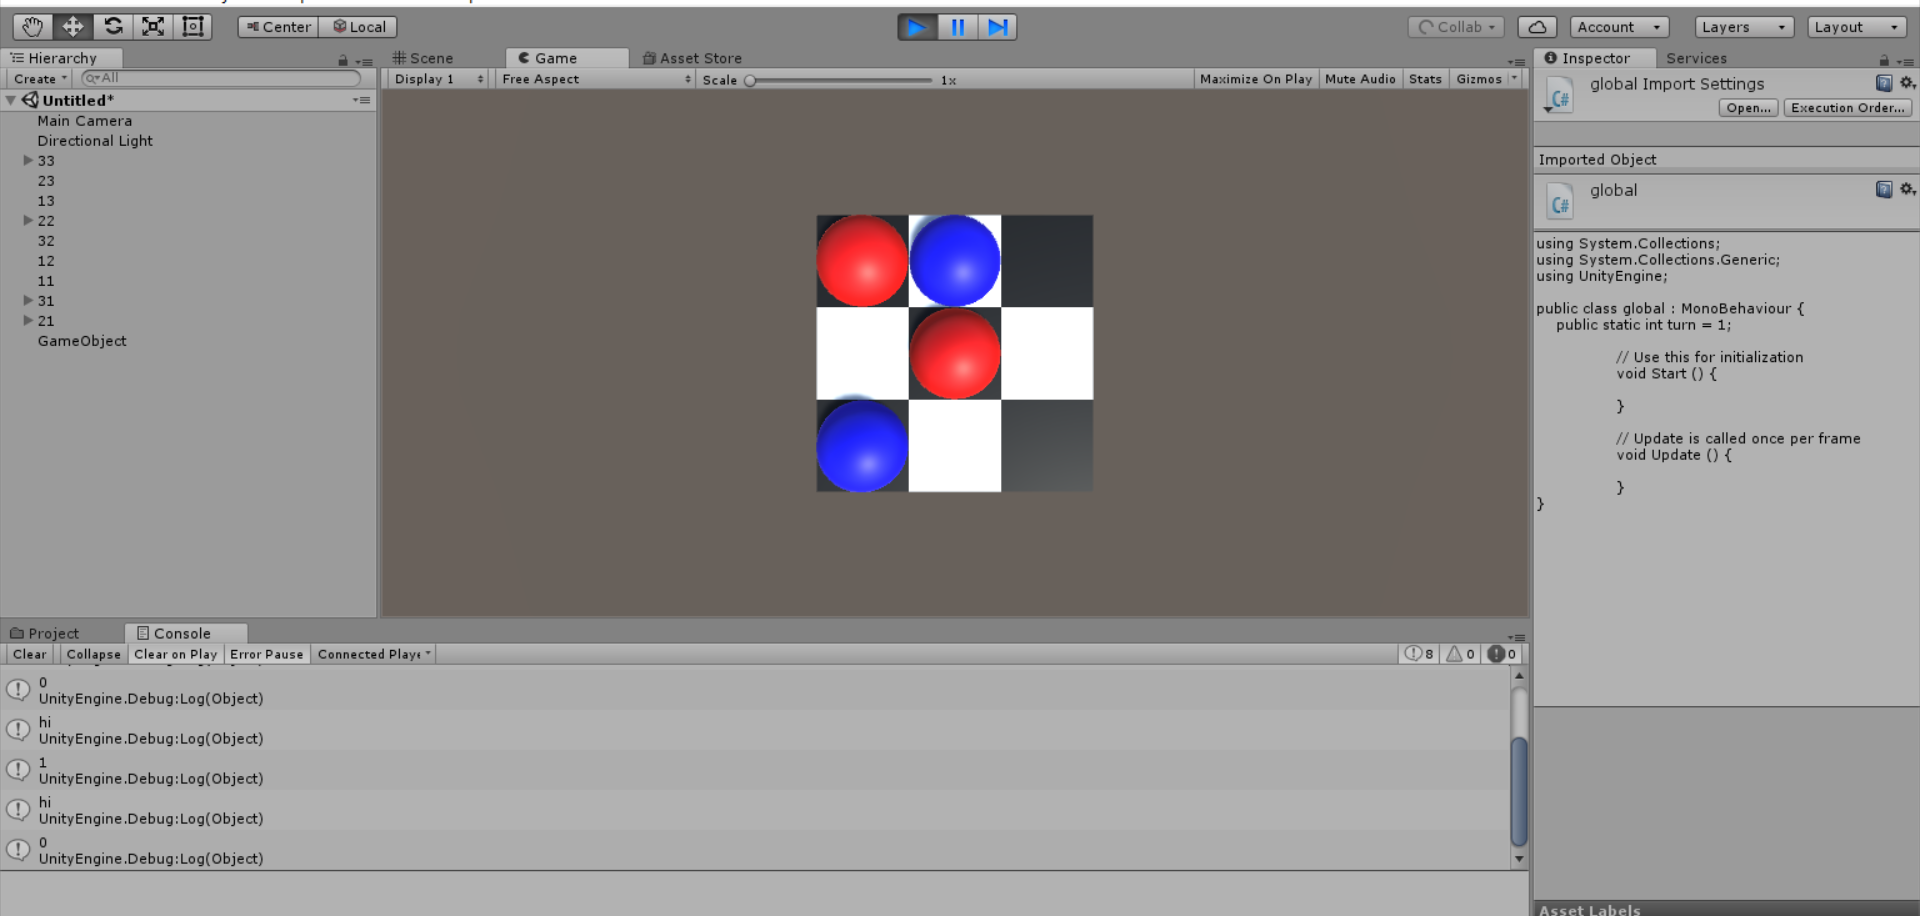 Center Local
Collab Account Layers Layout
Hierarchy
Create All
Untitled*
Main Camera
Directional Light
33
23
13
22
32
12
11
31
21
GameObject
Scene Game Asset Store
Display 1 Free Aspect Scale 1x Maximize On Play Mute Audio Stats Gizmos
Inspector Services
global Import Settings
Open... Execution Order...
Imported Object
global
C#
C#
using System.Collections;
using System.Collections.Generic;
using UnityEngine;
public class global : MonoBehaviour {
public static int turn = 1;
// Use this for initialization
void Start () {
}
// Update is called once per frame
void Update () {
}
}
Project Console
Clear Collapse Clear on Play Error Pause Connected Playe 8 0 0
0
UnityEngine.Debug:Log(Object)
hi
UnityEngine.Debug:Log(Object)
1
UnityEngine.Debug:Log(Object)
hi
UnityEngine.Debug:Log(Object)
0
UnityEngine.Debug:Log(Object)
Asset Labels